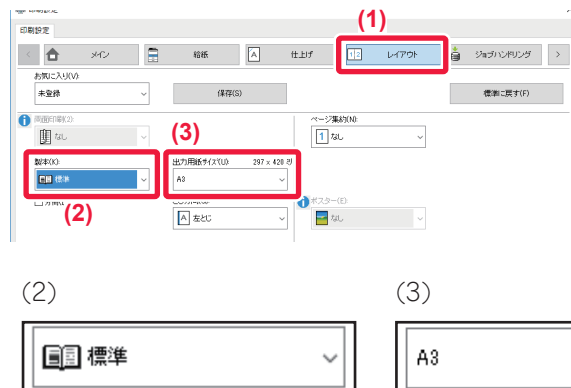 (1)
印刷設定
メイン 給紙 仕上げ レイアウト ジョブハンドリング
お気に入り(V):
未登録 保存(S) 標準に戻す(F)
両面印刷(2): ページ集約(N):
なし (3) 1 なし
製本(K): 出力用紙サイズ(U): 297 x 420 ミリ
標準 A3
(2) ポスター(E):
左とじ なし
(2) (3)
標準 A3